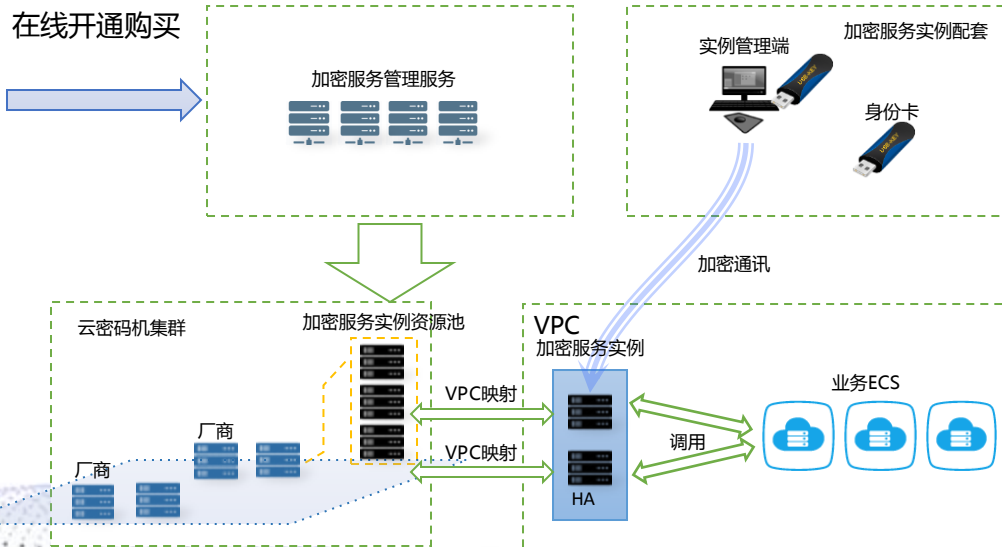 在线开通购买
加密服务管理服务
加密服务实例配套
实例管理端
USB-KEY
身份卡
USB-KEY
加密通讯
云密码机集群
加密服务实例资源池
厂商
厂商
VPC映射
VPC映射
VPC
加密服务实例
HA
调用
业务ECS